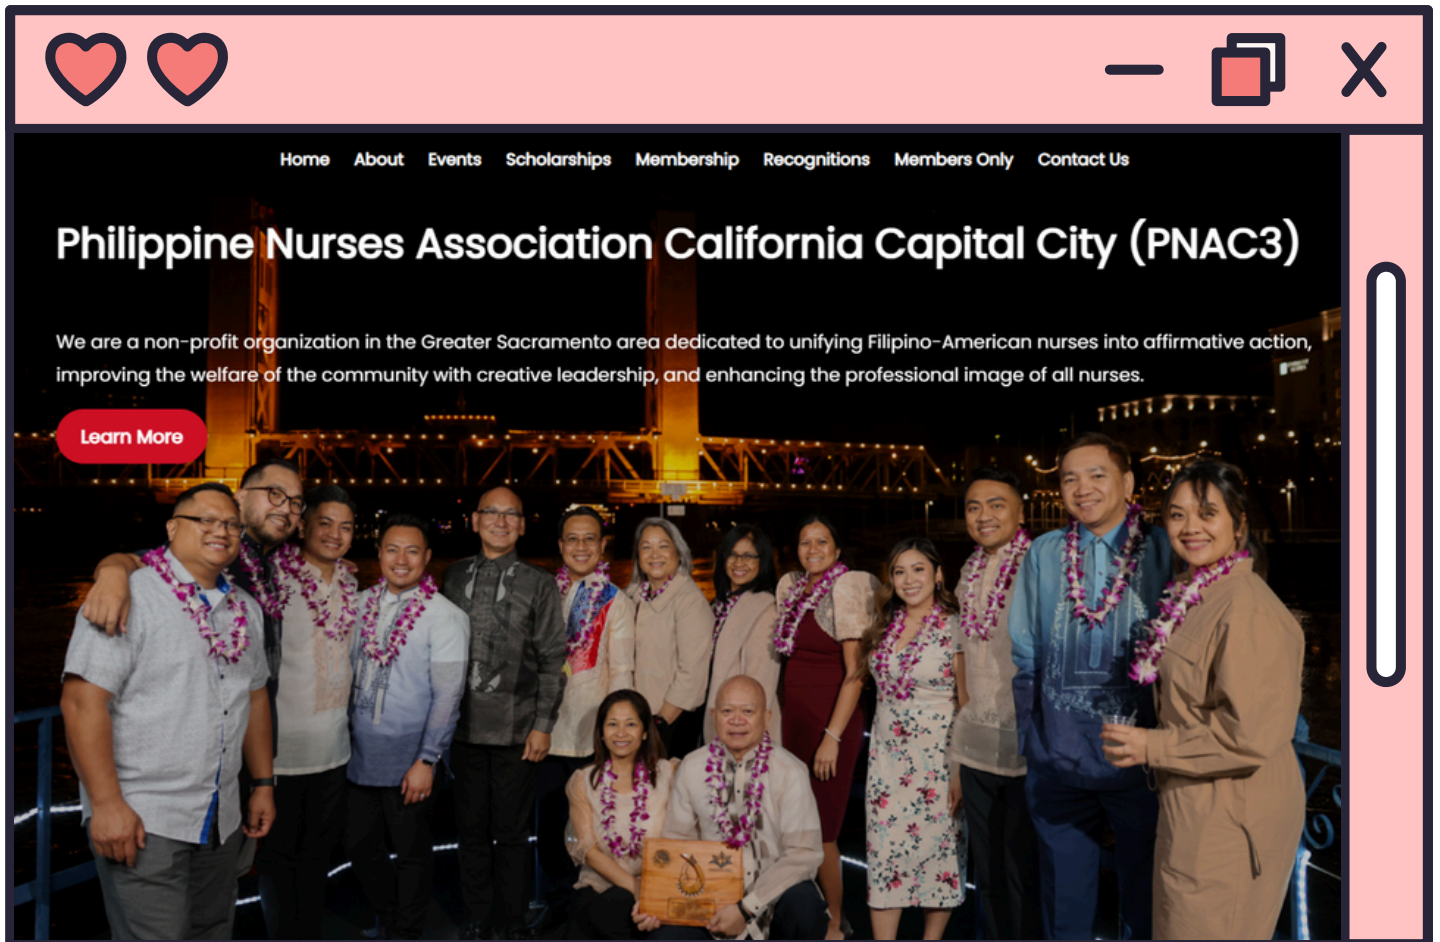 Home About Events Scholarships Membership Recognitions Members Only Contact Us
Philippine Nurses Association California Capital City (PNAC3)
We are a non-profit organization in the Greater Sacramento area dedicated to unifying Filipino-American nurses into affirmative action,
improving the welfare of the community with creative leadership, and enhancing the professional image of all nurses.
Learn More